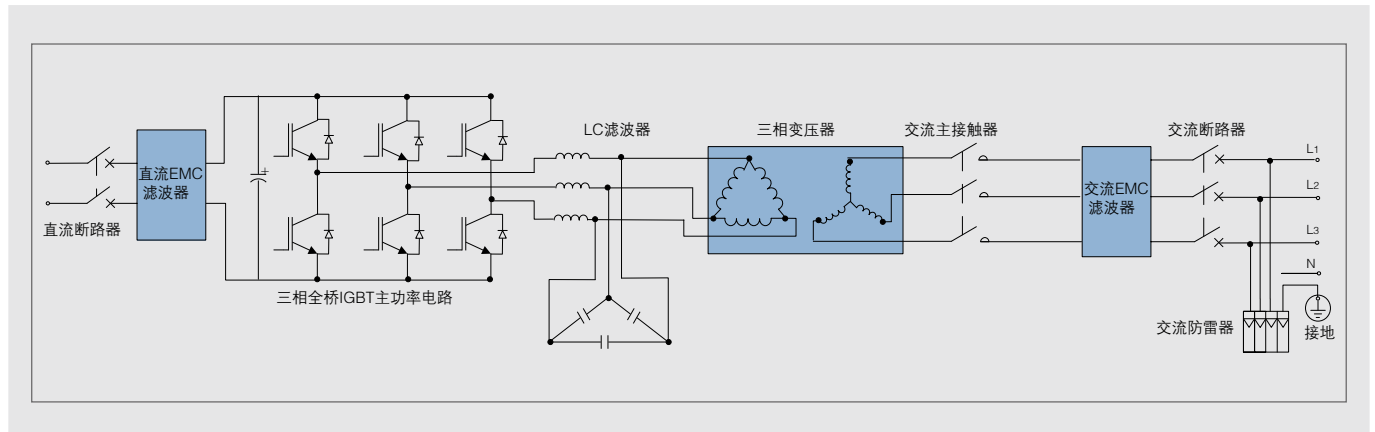 LC滤波器
三相变压器
交流主接触器
交流断路器
直流EMC
滤波器
交流EMC
滤波器
L1
L2
L3
N
直流断路器
三相全桥IGBT主功率电路
交流防雷器
接地
+